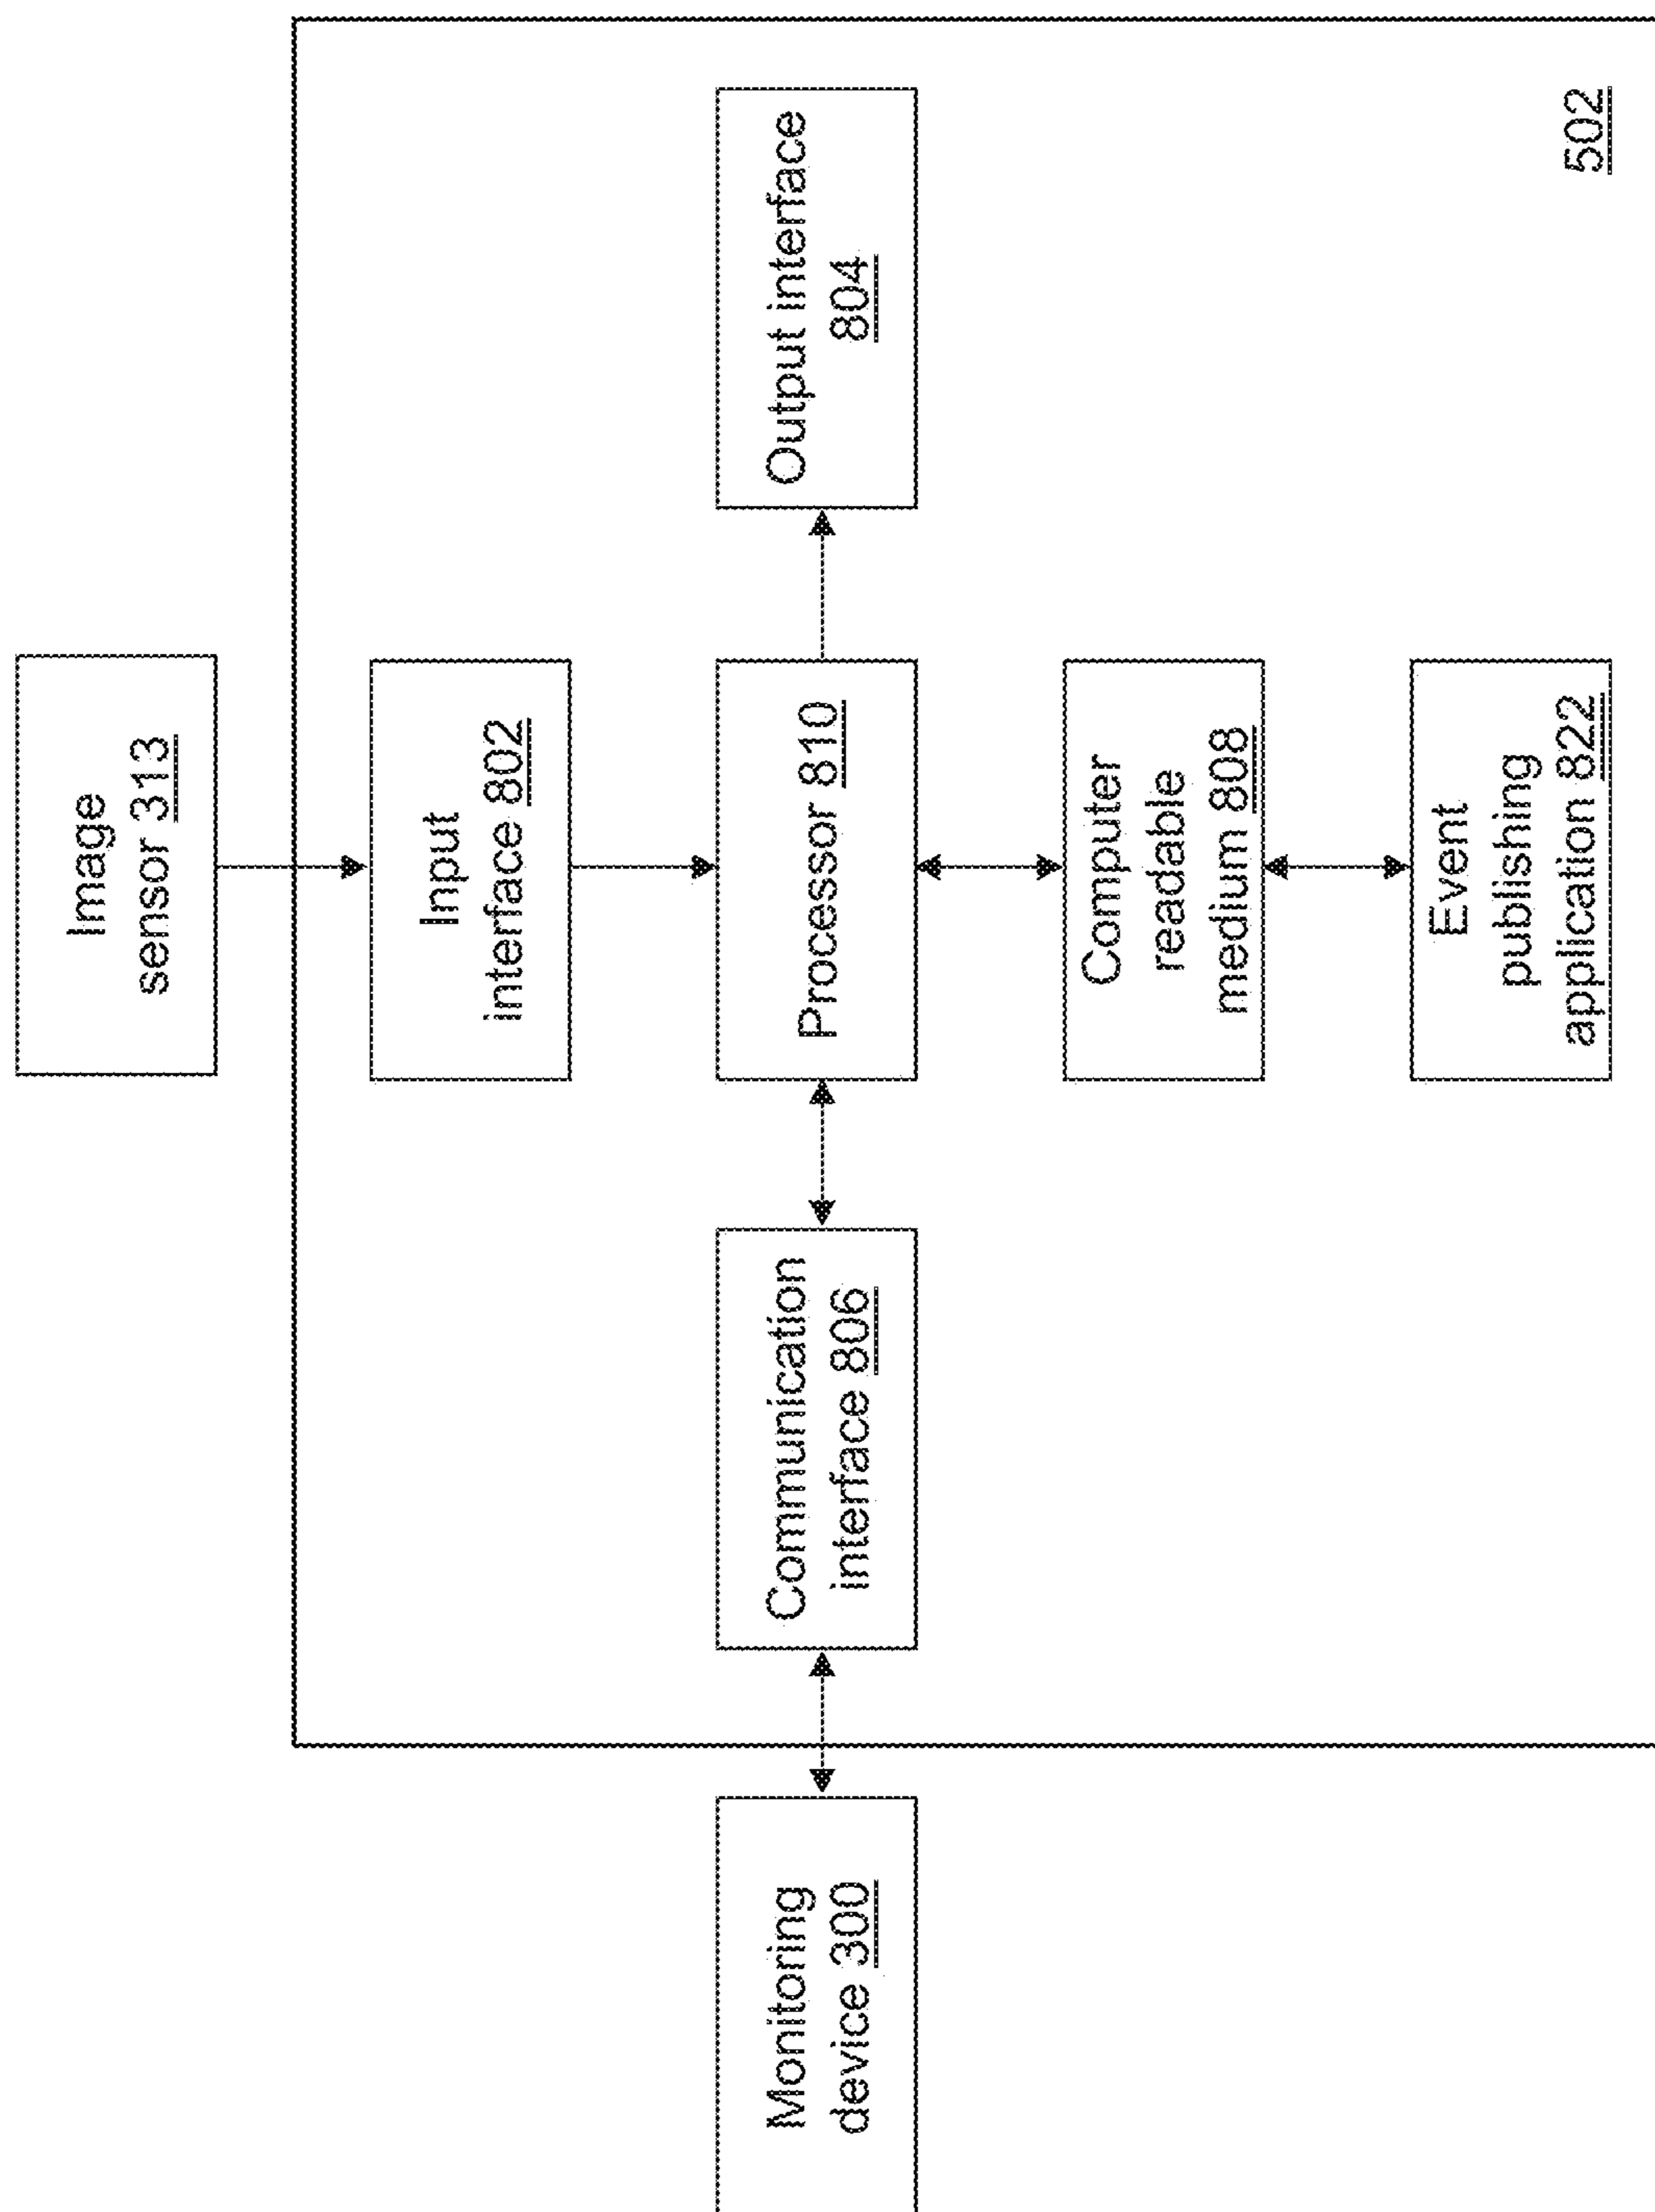 Image
sensor 313
Input
interface 802
Monitoring
device 300
Communication
interface 806
Processor 810
Output interface
804
Computer
readable
medium 808
Event
publishing
application 822
502